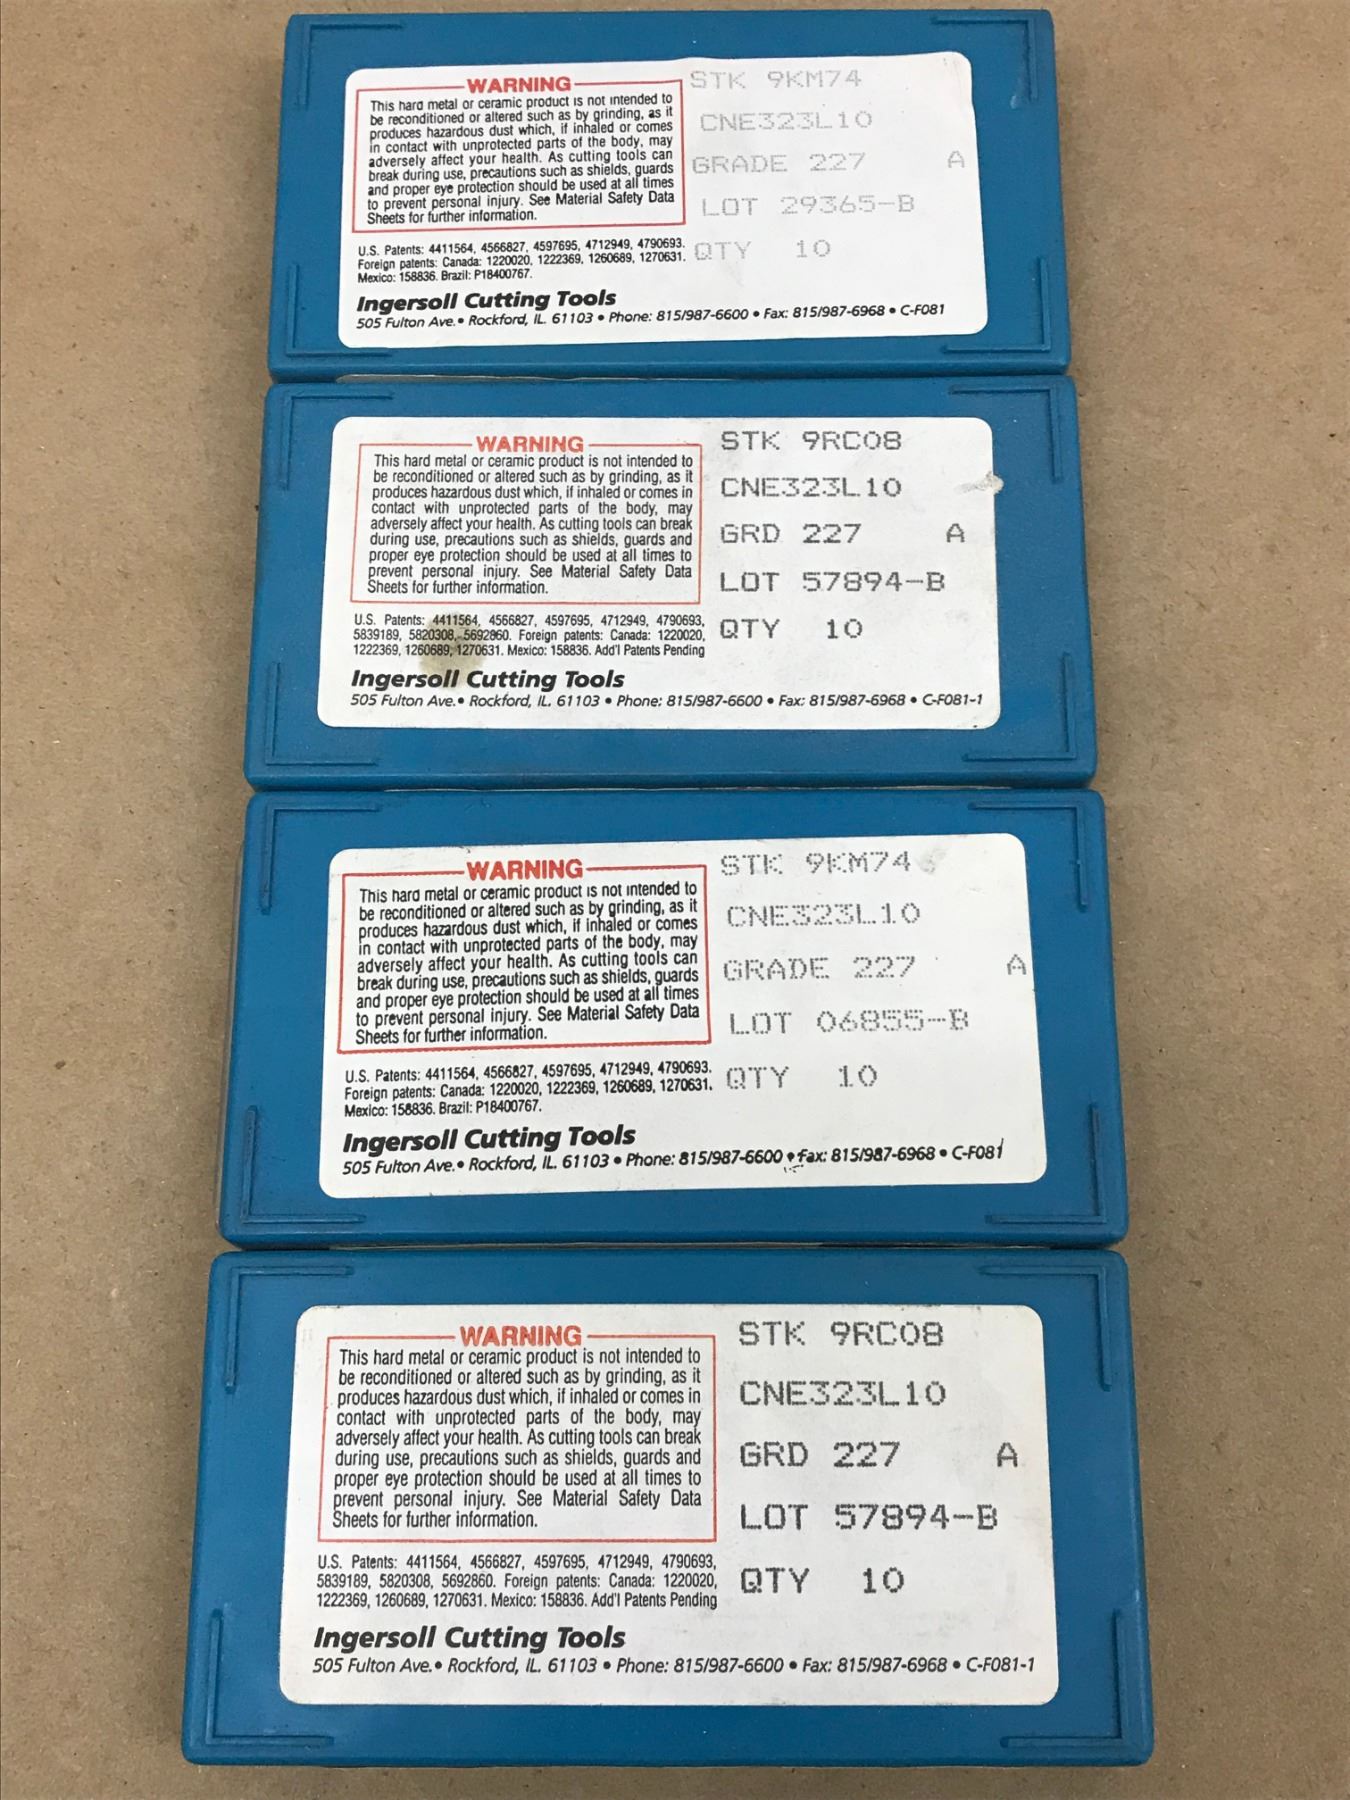 WARNING
This hard metal or ceramic product is not intended to
be reconditioned or altered such as by grinding, as it
produces hazardous dust which, if inhaled or comes
in contact with unprotected parts of the body, may
adversely affect your health. As cutting tools can
break during use, precautions such as shields, guards
and proper eye protection should be used at all times
to prevent personal injury. See Material Safety Data
Sheets for further information.
U.S. Patents: 4411564, 4566827, 4597695, 4712949, 4790693.
Foreign patents: Canada: 1220020, 1222369, 1260689, 1270631.
Mexico: 158836. Brazil: P18400767.
STK 9KM74
CNE323L10
GRADE 227 A
LOT 29365-B
QTY 10
Ingersoll Cutting Tools
505 Fulton Ave. • Rockford, IL. 61103 • Phone: 815/987-6600 • Fax: 815/987-6968 • C-F081
WARNING
This hard metal or ceramic product is not intended to
be reconditioned or altered such as by grinding, as it
produces hazardous dust which, if inhaled or comes in
contact with unprotected parts of the body, may
adversely affect your health. As cutting tools can break
during use, precautions such as shields, guards and
proper eye protection should be used at all times to
prevent personal injury. See Material Safety Data
Sheets for further information.
U.S. Patents: 4411564, 4566827, 4597695, 4712949, 4790693,
5839189, 5820308, 5692860. Foreign patents: Canada: 1220020,
1222369, 1260689, 1270631. Mexico: 158836. Add'l Patents Pending
STK 9RC08
CNE323L10
GRD 227 A
LOT 57894-B
QTY 10
Ingersoll Cutting Tools
505 Fulton Ave. • Rockford, IL. 61103 • Phone: 815/987-6600 • Fax: 815/987-6968 • C-F081-1
WARNING
This hard metal or ceramic product is not intended to
be reconditioned or altered such as by grinding, as it
produces hazardous dust which, if inhaled or comes
in contact with unprotected parts of the body, may
adversely affect your health. As cutting tools can
break during use, precautions such as shields, guards
and proper eye protection should be used at all times
to prevent personal injury. See Material Safety Data
Sheets for further information.
U.S. Patents: 4411564, 4566827, 4597695, 4712949, 4790693.
Foreign patents: Canada: 1220020, 1222369, 1260689, 1270631.
Mexico: 158836. Brazil: P18400767.
STK 9KM74
CNE323L10
GRADE 227 A
LOT 06855-B
QTY 10
Ingersoll Cutting Tools
505 Fulton Ave. • Rockford, IL. 61103 • Phone: 815/987-6600 • Fax: 815/987-6968 • C-F081
WARNING
This hard metal or ceramic product is not intended to
be reconditioned or altered such as by grinding, as it
produces hazardous dust which, if inhaled or comes in
contact with unprotected parts of the body, may
adversely affect your health. As cutting tools can break
during use, precautions such as shields, guards and
proper eye protection should be used at all times to
prevent personal injury. See Material Safety Data
Sheets for further information.
U.S. Patents: 4411564, 4566827, 4597695, 4712949, 4790693,
5839189, 5820308, 5692860. Foreign patents: Canada: 1220020,
1222369, 1260689, 1270631. Mexico: 158836. Add'l Patents Pending
STK 9RC08
CNE323L10
GRD 227 A
LOT 57894-B
QTY 10
Ingersoll Cutting Tools
505 Fulton Ave. • Rockford, IL. 61103 • Phone: 815/987-6600 • Fax: 815/987-6968 • C-F081-1